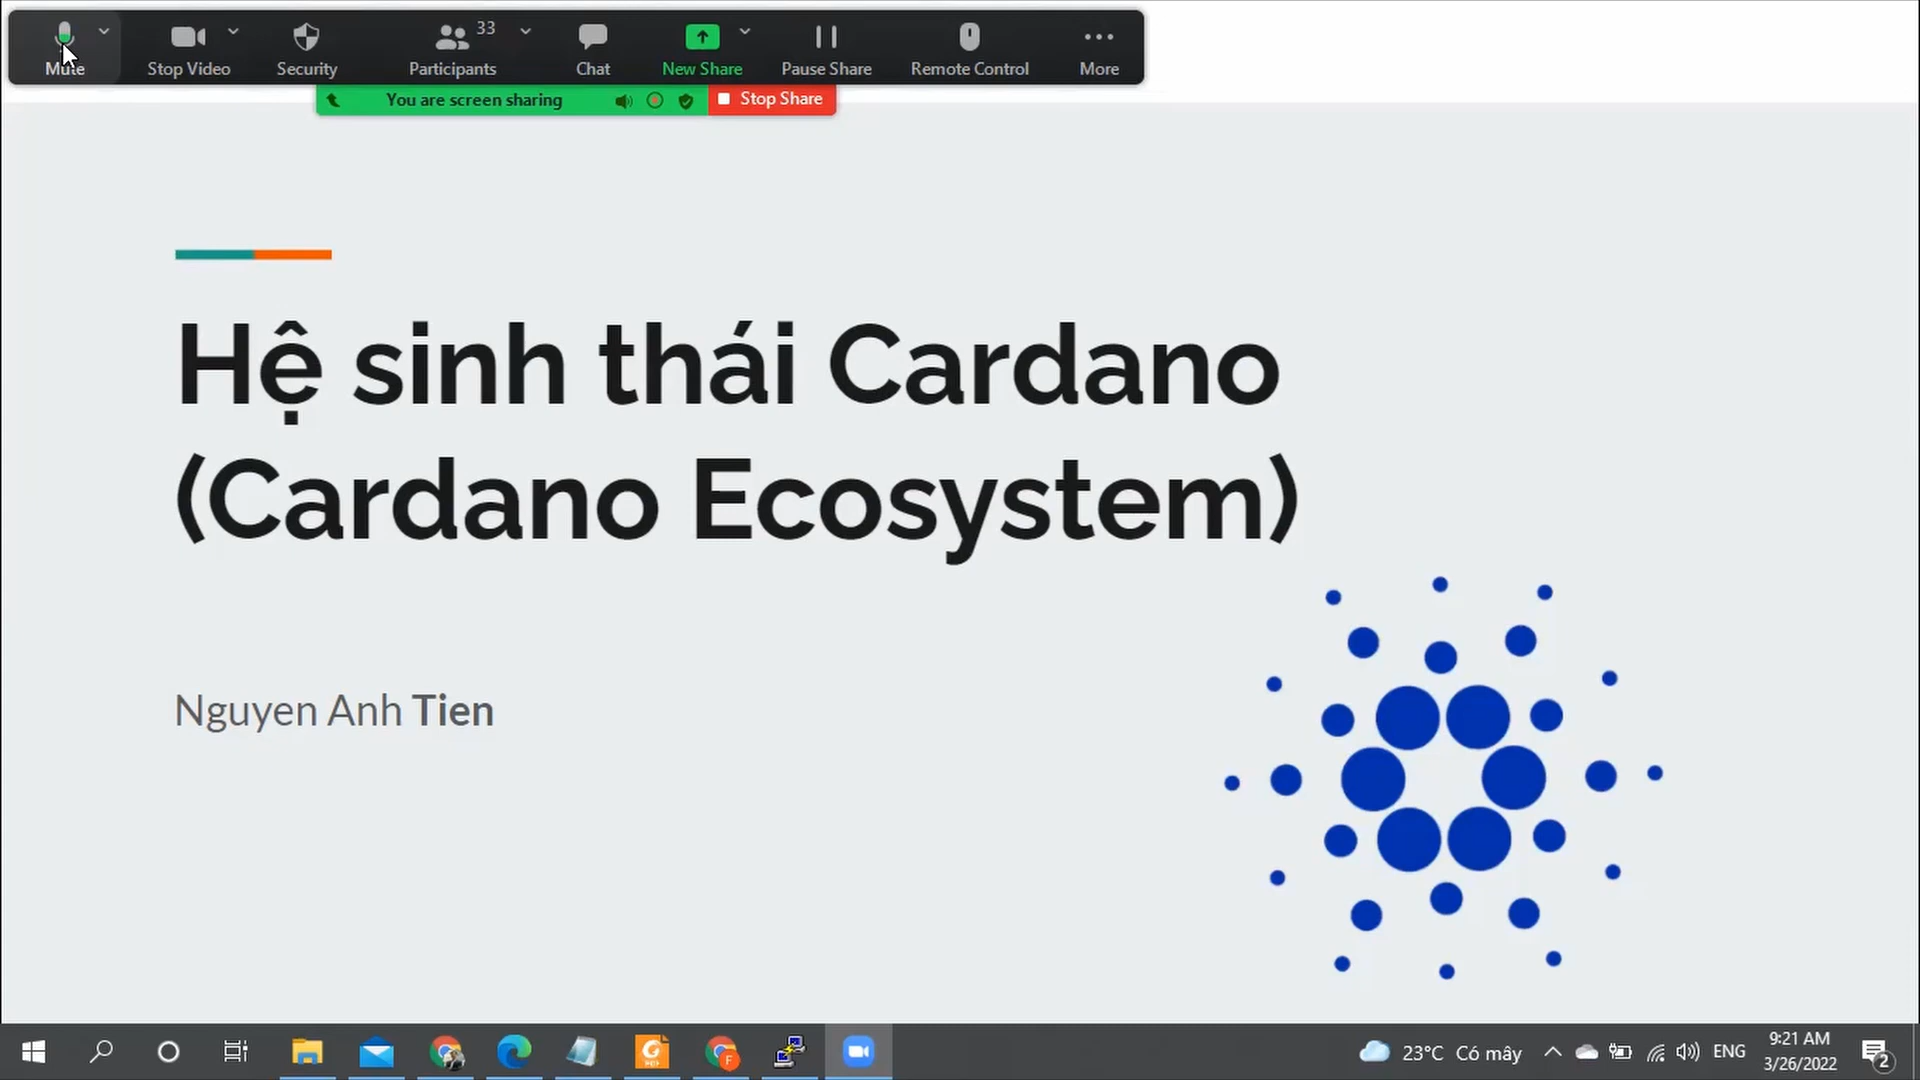 33
Mute
Stop Video
Security
Participants
Chat
New Share
Pause Share
Remote Control
More
You are screen sharing
Stop Share
Hệ sinh thái Cardano
(Cardano Ecosystem)
Nguyen Anh Tien
23°C Có mây
ENG
9:21 AM
3/26/2022
2